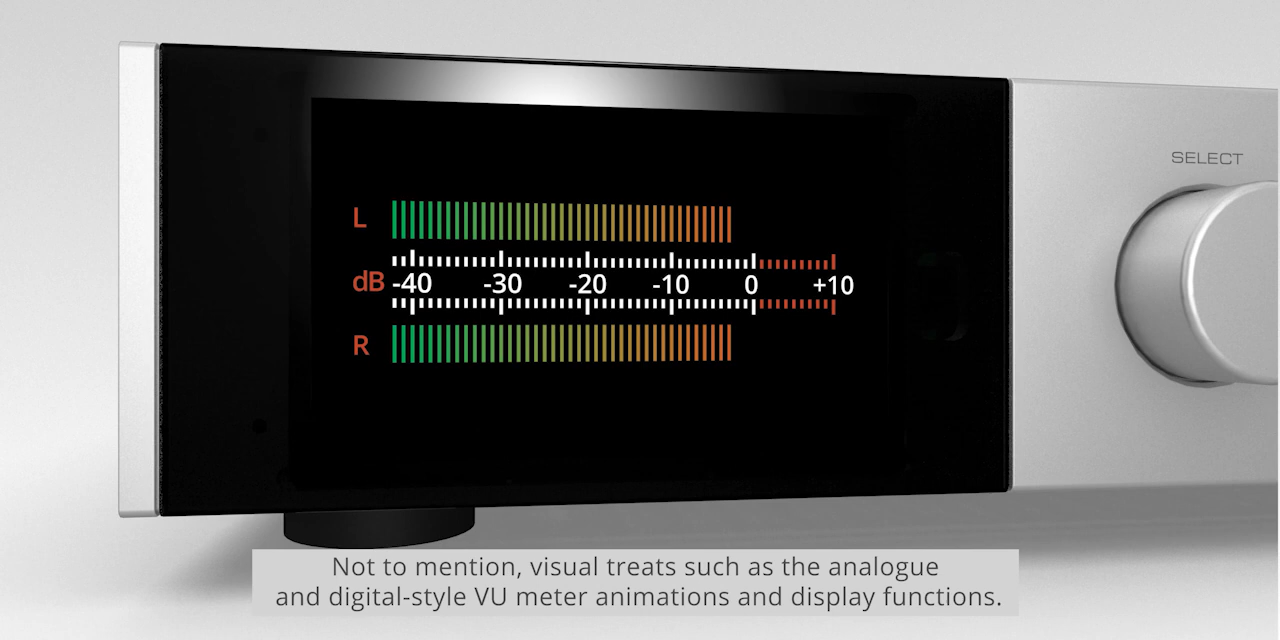 SELECT
L
dB -40 -30 -20 -10 0 +10
R
Not to mention, visual treats such as the analogue
and digital-style VU meter animations and display functions.